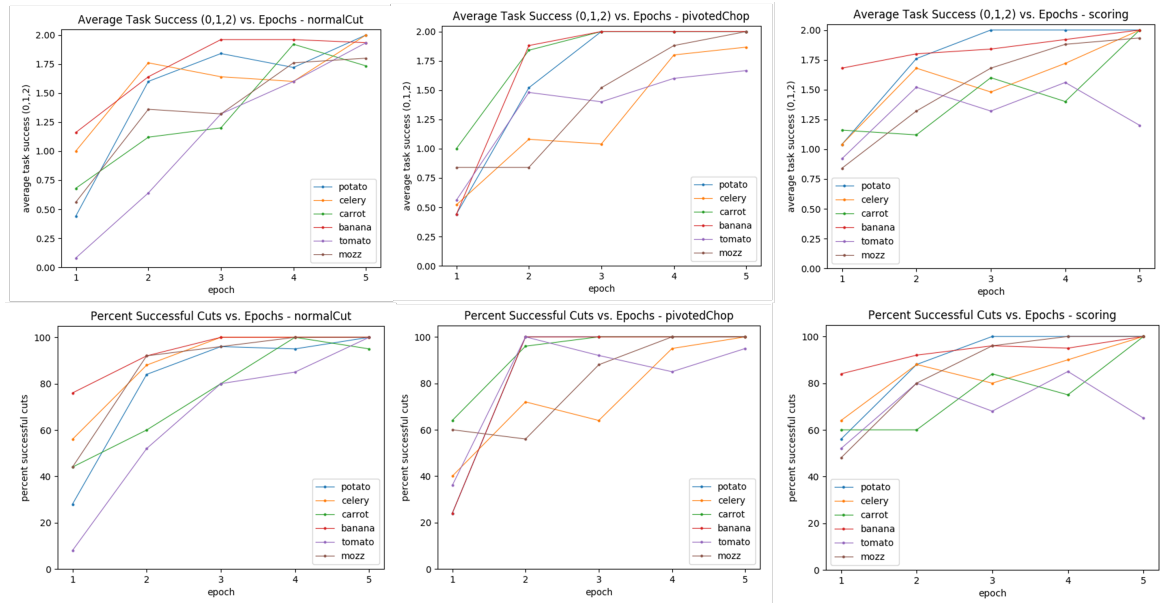 Average Task Success (0,1,2) vs. Epochs - normalCut
average task success (0,1,2)
2.00
1.75
1.50
1.25
1.00
0.75
0.50
0.25
0.00
potato
celery
carrot
banana
tomato
mozz
1 2 3 4 5
epoch
Average Task Success (0,1,2) vs. Epochs - pivotedChop
average task success (0,1,2)
2.00
1.75
1.50
1.25
1.00
0.75
0.50
0.25
0.00
potato
celery
carrot
banana
tomato
mozz
1 2 3 4 5
epoch
Average Task Success (0,1,2) vs. Epochs - scoring
average task success (0,1,2)
2.00
1.75
1.50
1.25
1.00
0.75
0.50
0.25
0.00
potato
celery
carrot
banana
tomato
mozz
1 2 3 4 5
epoch
Percent Successful Cuts vs. Epochs - normalCut
percent successful cuts
100
80
60
40
20
0
potato
celery
carrot
banana
tomato
mozz
1 2 3 4 5
epoch
Percent Successful Cuts vs. Epochs - pivotedChop
percent successful cuts
100
80
60
40
20
0
potato
celery
carrot
banana
tomato
mozz
1 2 3 4 5
epoch
Percent Successful Cuts vs. Epochs - scoring
percent successful cuts
100
80
60
40
20
0
potato
celery
carrot
banana
tomato
mozz
1 2 3 4 5
epoch